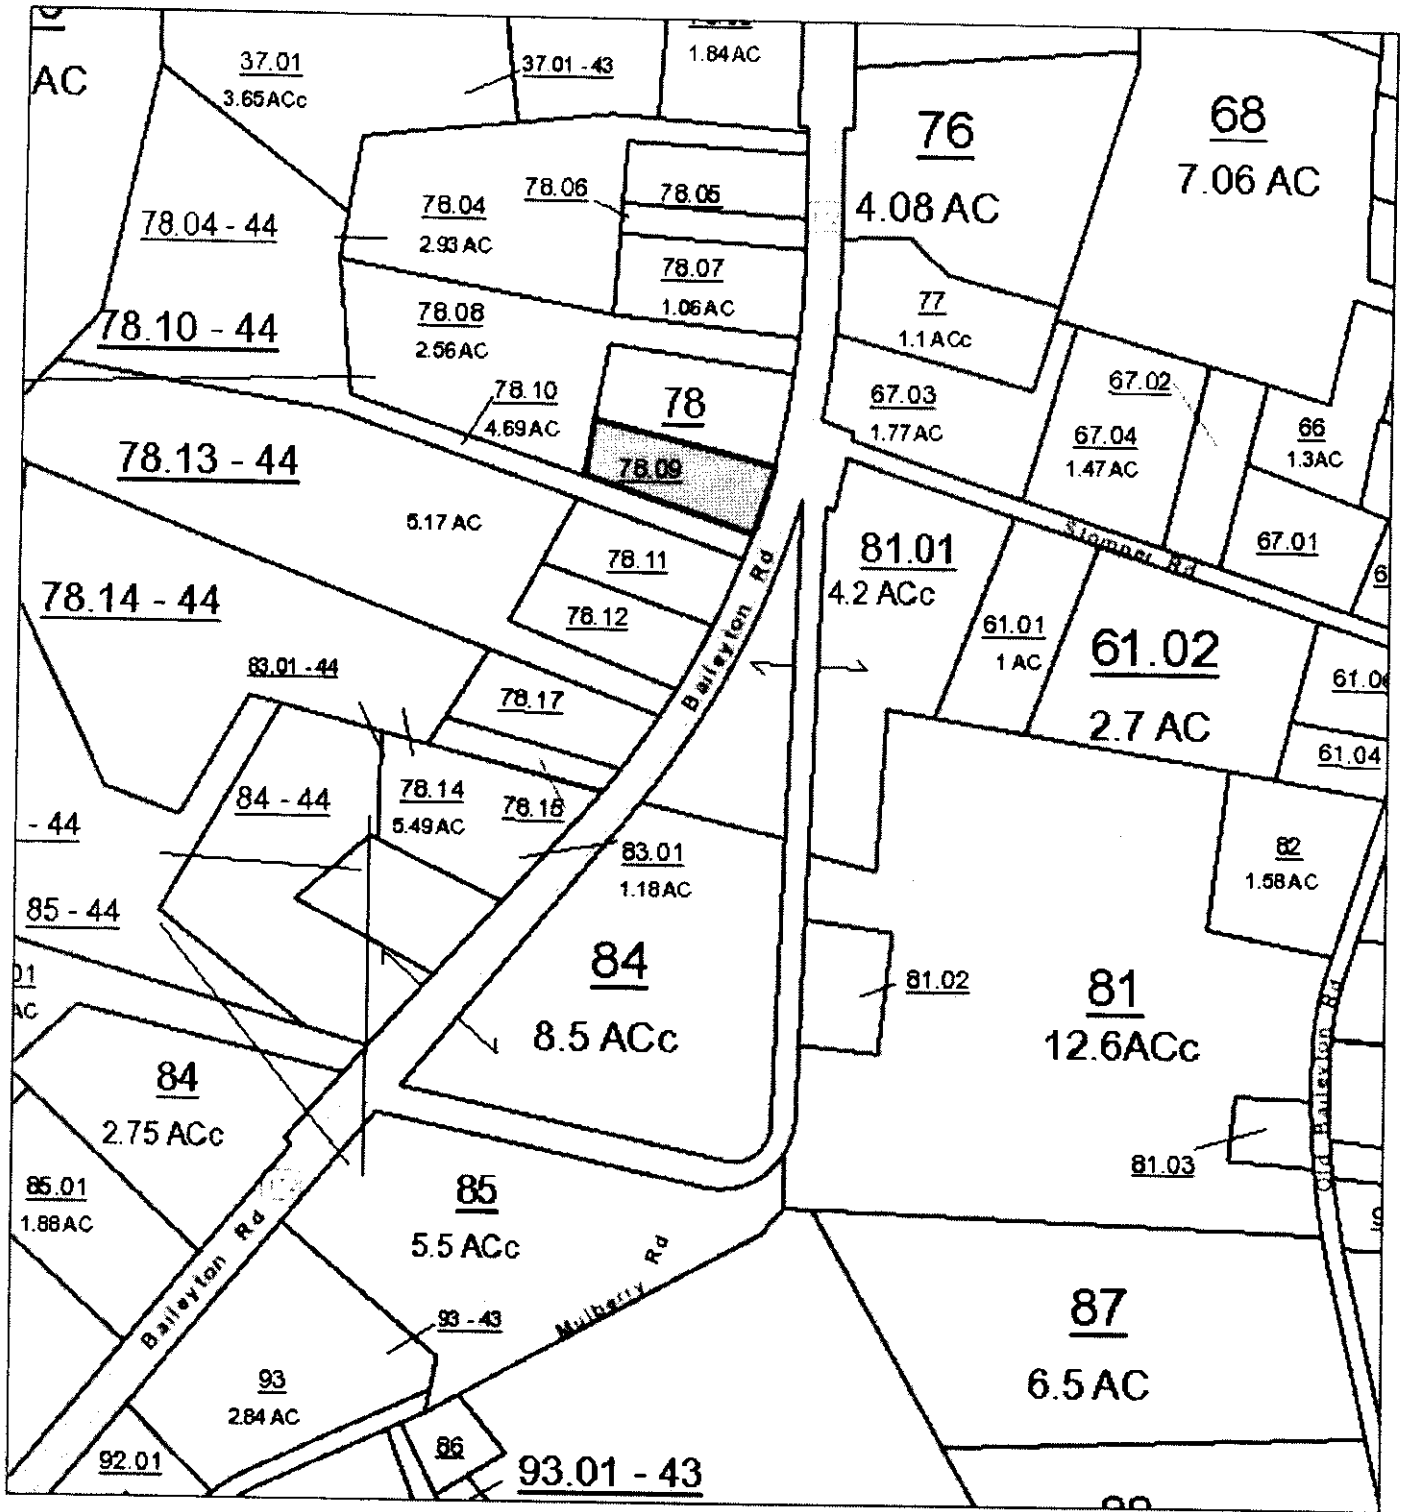 AC
37.01
3.65 ACc
37.01 - 43
1.84 AC
76
4.08 AC
68
7.06 AC
78.04 - 44
78.04
2.93 AC
78.06
78.05
78.07
1.06 AC
77
1.1 ACc
78.10 - 44
78.08
2.56 AC
78.10
4.69 AC
78
67.03
1.77 AC
67.02
67.04
1.47 AC
66
1.3 AC
78.13 - 44
78.09
5.17 AC
78.11
81.01
4.2 ACc
Rd
67.01
78.14 - 44
78.12
Baileyton Rd
61.01
1 AC
61.02
2.7 AC
83.01 - 44
78.17
61.04
84 - 44
78.14
5.49 AC
- 44
83.01
1.18 AC
82
1.58 AC
85 - 44
84
8.5 ACc
81.02
81
12.6 ACc
Old Baileyton Rd
01
AC
84
2.75 ACc
81.03
85.01
1.88 AC
85
5.5 ACc
Baileyton Rd
Mulberry Rd
87
6.5 AC
93 - 43
93
2.84 AC
92.01
86
93.01 - 43